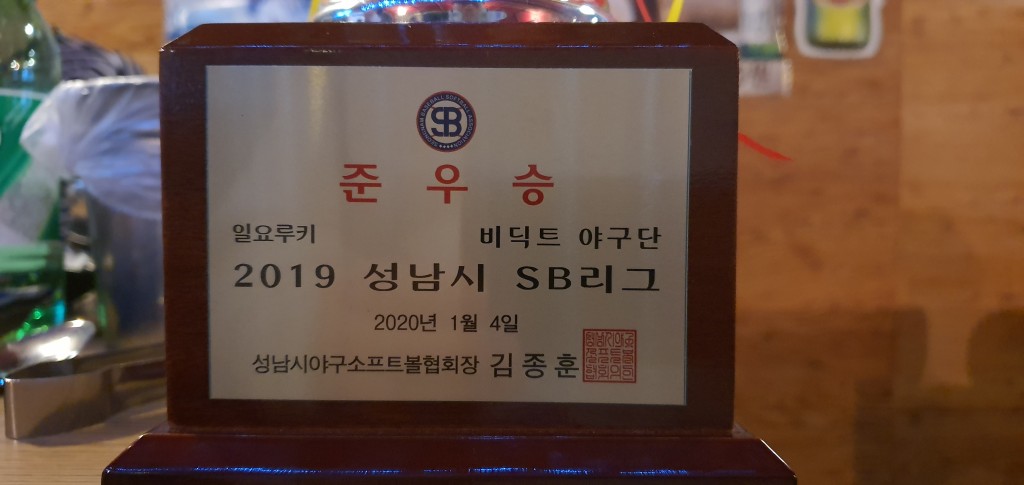 SB
준우승
일요루키 비딕트 야구단
2019 성남시 SB리그
2020년 1월 4일
성남시야구소프트볼협회장 김종훈